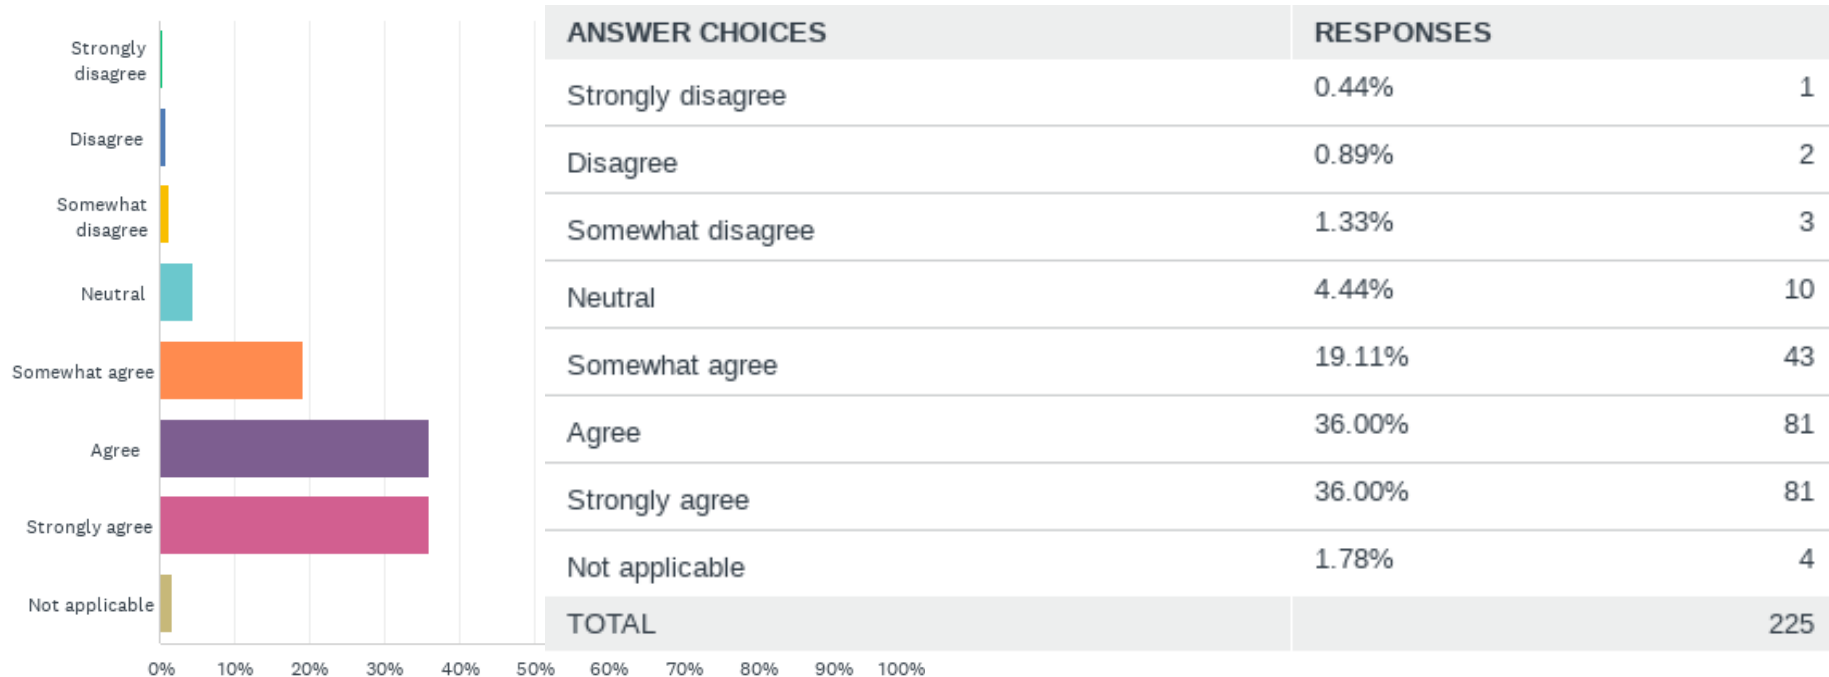 Strongly
disagree
Disagree
Somewhat
disagree
Neutral
Somewhat agree
Agree
Strongly agree
Not applicable
0% 10% 20% 30% 40% 50% 60% 70% 80% 90% 100%
ANSWER CHOICES RESPONSES
Strongly disagree 0.44% 1
Disagree 0.89% 2
Somewhat disagree 1.33% 3
Neutral 4.44% 10
Somewhat agree 19.11% 43
Agree 36.00% 81
Strongly agree 36.00% 81
Not applicable 1.78% 4
TOTAL 225